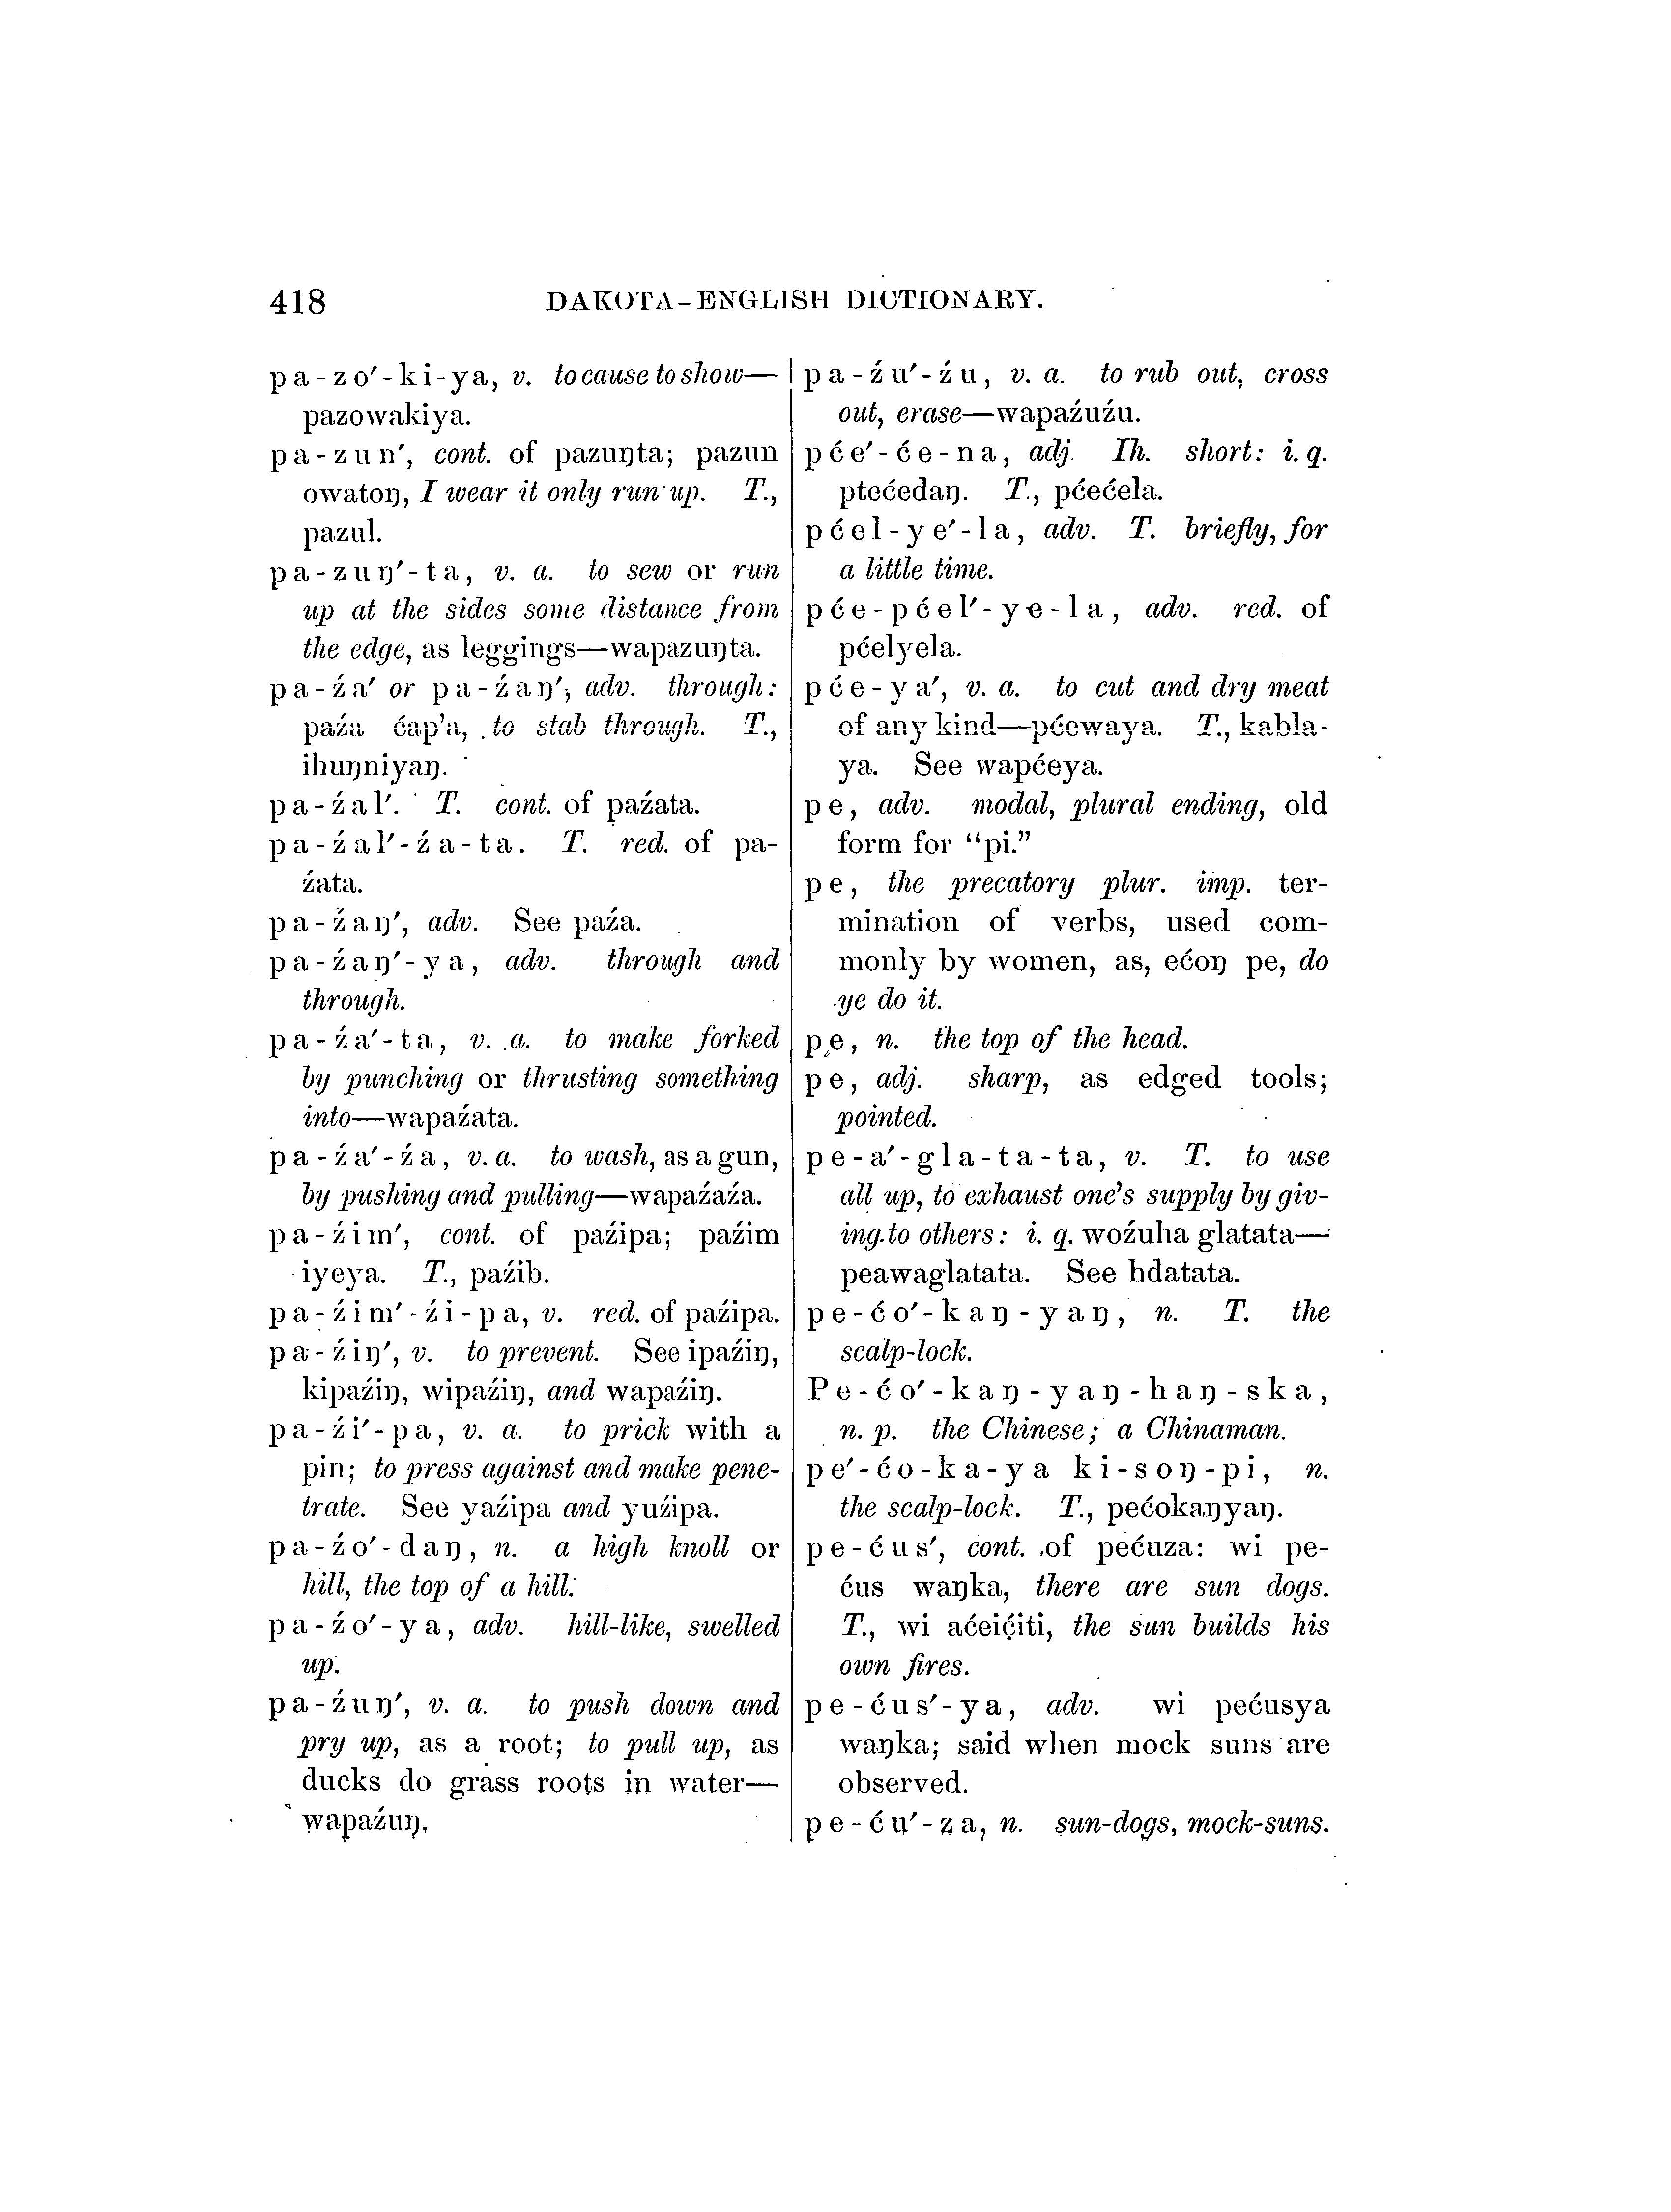 418 DAKOTA-ENGLISH DICTIONARY.
pa-zo′-ki-ya, v. to cause to show—
pazowakiya.
pa-zun′, cont. of pazuŋta; pazun
owatoŋ, I wear it only run up. T.,
pazul.
pa-zuŋ′-ta, v. a. to sew or run
up at the sides some distance from
the edge, as leggings—wapazuŋta.
pa-źa′ or pa-źaŋ′, adv. through:
paźa ćap'a, to stab through. T.,
ihuŋniyaŋ.
pa-źal′. T. cont. of paźata.
pa-źal′-źa-ta. T. red. of pa-
źata.
pa-źaŋ′, adv. See paźa.
pa-źaŋ′-ya, adv. through and
through.
pa-źa′-ta, v. a. to make forked
by punching or thrusting something
into—wapaźata.
pa-źa′-źa, v. a. to wash, as a gun,
by pushing and pulling—wapaźaźa.
pa-źim′, cont. of paźipa; paźim
iyeya. T., paźib.
pa-źim′-źi-pa, v. red. of paźipa.
pa-źiŋ′, v. to prevent. See ipaźiŋ,
kipaźiŋ, wipaźiŋ, and wapaźiŋ.
pa-źi′-pa, v. a. to prick with a
pin; to press against and make pene-
trate. See yaźipa and yuźipa.
pa-źo′-daŋ, n. a high knoll or
hill, the top of a hill.
pa-źo′-ya, adv. hill-like, swelled
up.
pa-źuŋ′, v. a. to push down and
pry up, as a root; to pull up, as
ducks do grass roots in water—
wapaźuŋ.
pa-źu′-źu, v. a. to rub out, cross
out, erase—wapaźuźu.
pće′-ће-na, adj. Ih. short: i. q.
ptećedaŋ. T., pćećela.
pćel-ye′-la, adv. T. briefly, for
a little time.
pće-pćel′-ye-la, adv. red. of
pćelyela.
pće-ya′, v. a. to cut and dry meat
of any kind—pćewaya. T., kabla-
ya. See wapćeya.
pe, adv. modal, plural ending, old
form for "pi."
pe, the precatory plur. imp. ter-
mination of verbs, used com-
monly by women, as, ećoŋ pe, do
ye do it.
pe, n. the top of the head.
pe, adj. sharp, as edged tools;
pointed.
pe-a′-gla-ta-ta, v. T. to use
all up, to exhaust one's supply by giv-
ing to others: i. q. woźuha glatata—
peawaglatata. See hdatata.
pe-ćo′-kaŋ-yaŋ, n. T. the
scalp-lock.
Pe-ćo′-kaŋ-yaŋ-haŋ-ska,
n. p. the Chinese; a Chinaman.
pe′-ćo-ka-ya ki-soŋ-pi, n.
the scalp-lock. T., pećokaŋyaŋ.
pe-ćus′, cont. of pećuza: wi pe-
ćus waŋka, there are sun dogs.
T., wi aćeićiti, the sun builds his
own fires.
pe-ćus′-ya, adv. wi pećusya
waŋka; said when mock suns are
observed.
pe-ću′-za, n. sun-dogs, mock-suns.